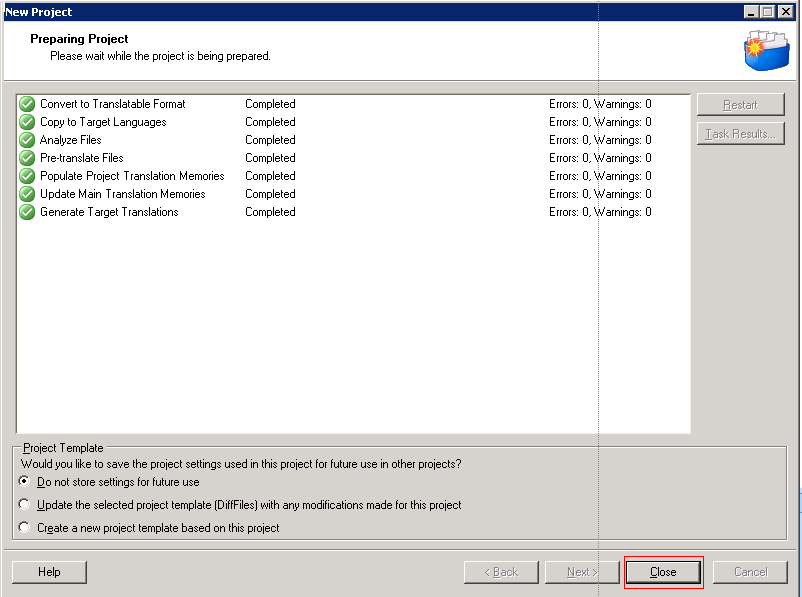 New Project
Preparing Project
Please wait while the project is being prepared.
Convert to Translatable Format Completed Errors: 0, Warnings: 0
Copy to Target Languages Completed Errors: 0, Warnings: 0
Analyze Files Completed Errors: 0, Warnings: 0
Pre-translate Files Completed Errors: 0, Warnings: 0
Populate Project Translation Memories Completed Errors: 0, Warnings: 0
Update Main Translation Memories Completed Errors: 0, Warnings: 0
Generate Target Translations Completed Errors: 0, Warnings: 0
Restart
Task Results...
Project Template
Would you like to save the project settings used in this project for future use in other projects?
Do not store settings for future use
Update the selected project template (DiffFiles) with any modifications made for this project
Create a new project template based on this project
Help < Back Next > Close Cancel